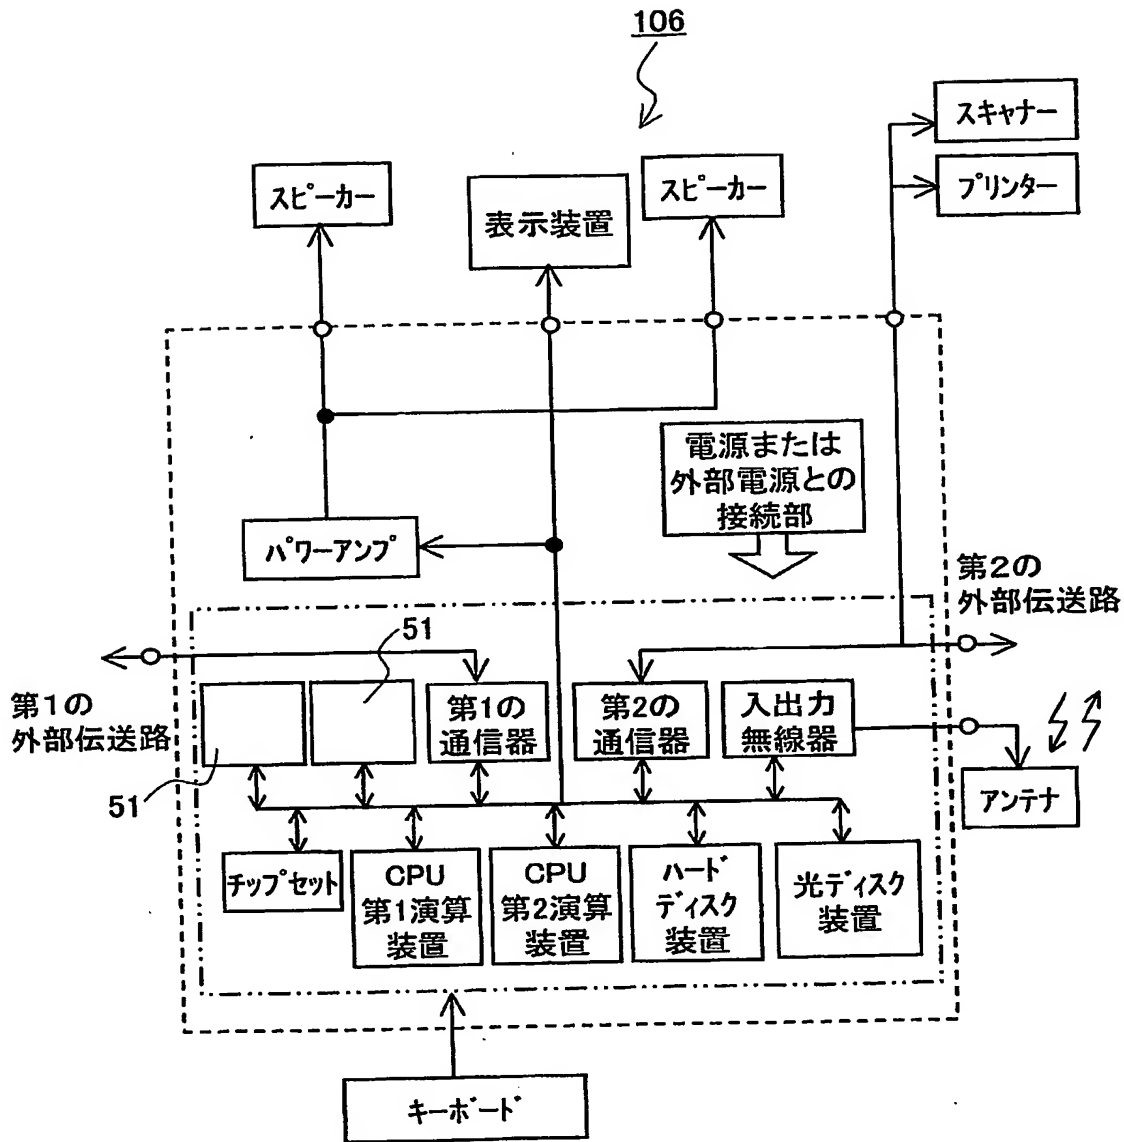 106
スキャナー
プリンター
スピーカー
表示装置
スピーカー
電源または
外部電源との
接続部
パワーアンプ
第2の
外部伝送路
51
第1の
外部伝送路
第1の
通信器
第2の
通信器
入出力
無線器
51
アンテナ
チップセット
CPU
第1演算
装置
CPU
第2演算
装置
ハード
ディスク
装置
光ディスク
装置
キーボード